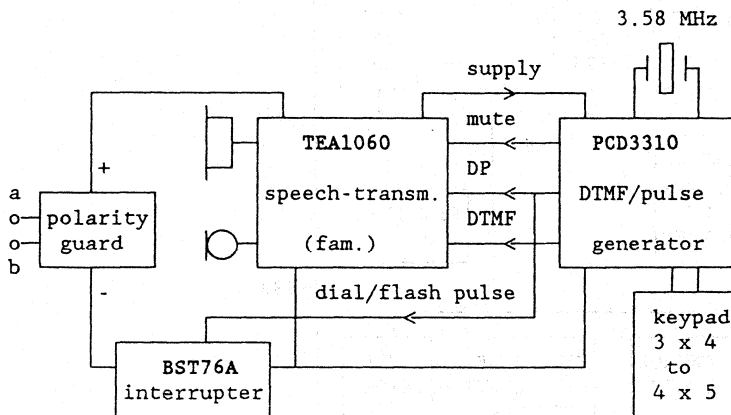 3.58 MHz
supply
mute
TEA1060
PCD3310
DP
+
a
o
polarity
speech-transm.
DTMF/pulse
o
guard
DTMF
b
(fam.)
generator
-
dial/flash pulse
keypad
3 x 4
to
4 x 5
BST76A
interrupter